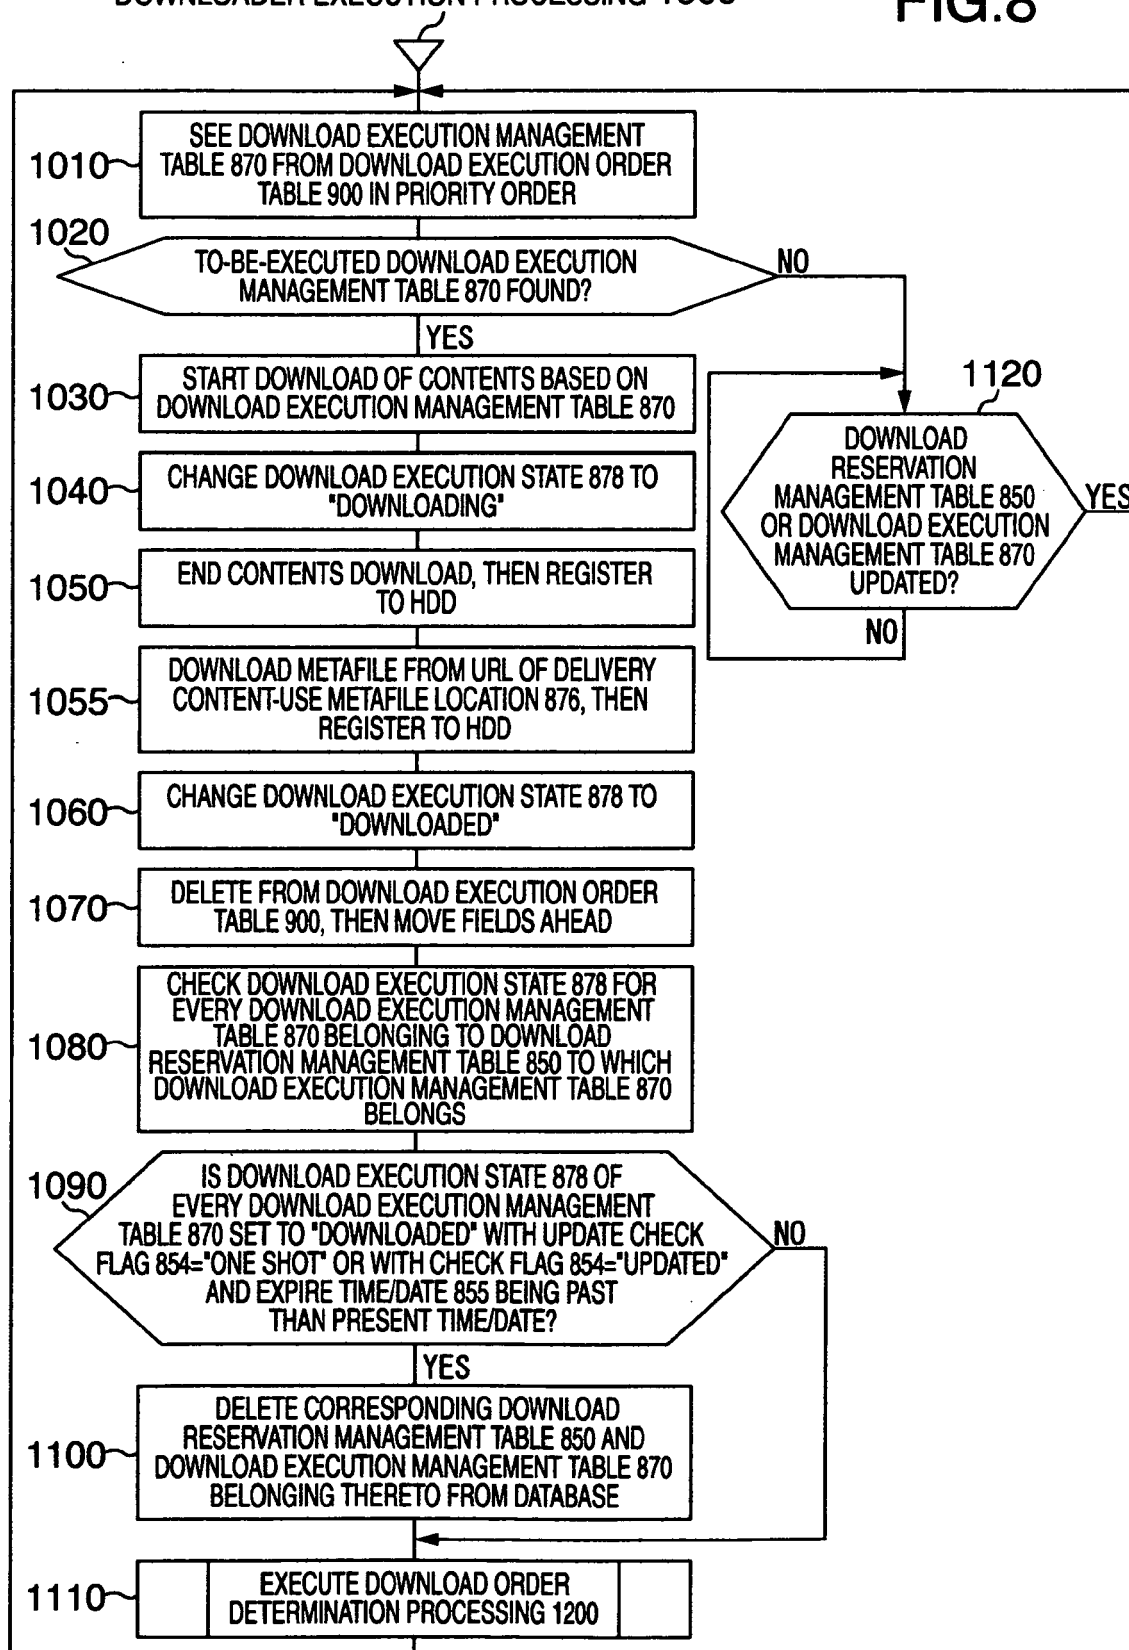 DOWNLOADER EXECUTION PROCESSING 1000
FIG.8
1010
SEE DOWNLOAD EXECUTION MANAGEMENT
TABLE 870 FROM DOWNLOAD EXECUTION ORDER
TABLE 900 IN PRIORITY ORDER
1020
TO-BE-EXECUTED DOWNLOAD EXECUTION
MANAGEMENT TABLE 870 FOUND?
NO
YES
1030
START DOWNLOAD OF CONTENTS BASED ON
DOWNLOAD EXECUTION MANAGEMENT TABLE 870
1120
DOWNLOAD
RESERVATION
MANAGEMENT TABLE 850
OR DOWNLOAD EXECUTION
MANAGEMENT TABLE 870
UPDATED?
YES
NO
1040
CHANGE DOWNLOAD EXECUTION STATE 878 TO
"DOWNLOADING"
1050
END CONTENTS DOWNLOAD, THEN REGISTER
TO HDD
1055
DOWNLOAD METAFILE FROM URL OF DELIVERY
CONTENT-USE METAFILE LOCATION 876, THEN
REGISTER TO HDD
1060
CHANGE DOWNLOAD EXECUTION STATE 878 TO
"DOWNLOADED"
1070
DELETE FROM DOWNLOAD EXECUTION ORDER
TABLE 900, THEN MOVE FIELDS AHEAD
1080
CHECK DOWNLOAD EXECUTION STATE 878 FOR
EVERY DOWNLOAD EXECUTION MANAGEMENT
TABLE 870 BELONGING TO DOWNLOAD
RESERVATION MANAGEMENT TABLE 850 TO WHICH
DOWNLOAD EXECUTION MANAGEMENT TABLE 870
BELONGS
1090
IS DOWNLOAD EXECUTION STATE 878 OF
EVERY DOWNLOAD EXECUTION MANAGEMENT
TABLE 870 SET TO "DOWNLOADED" WITH UPDATE CHECK
FLAG 854="ONE SHOT" OR WITH CHECK FLAG 854="UPDATED"
AND EXPIRE TIME/DATE 855 BEING PAST
THAN PRESENT TIME/DATE?
NO
YES
1100
DELETE CORRESPONDING DOWNLOAD
RESERVATION MANAGEMENT TABLE 850 AND
DOWNLOAD EXECUTION MANAGEMENT TABLE 870
BELONGING THERETO FROM DATABASE
1110
EXECUTE DOWNLOAD ORDER
DETERMINATION PROCESSING 1200